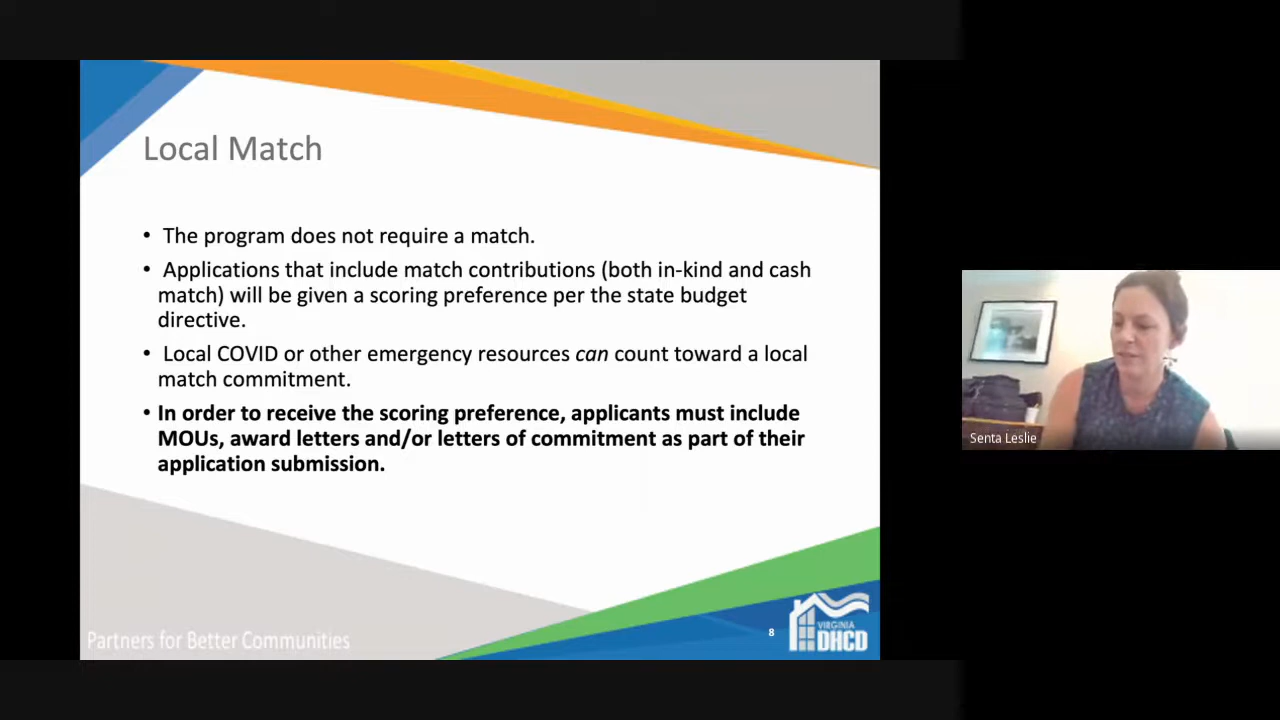 Local Match
• The program does not require a match.
• Applications that include match contributions (both in-kind and cash
match) will be given a scoring preference per the state budget
directive.
• Local COVID or other emergency resources can count toward a local
match commitment.
• In order to receive the scoring preference, applicants must include
MOUs, award letters and/or letters of commitment as part of their
application submission.
Partners for Better Communities
8
VIRGINIA
DHCD
Senta Leslie